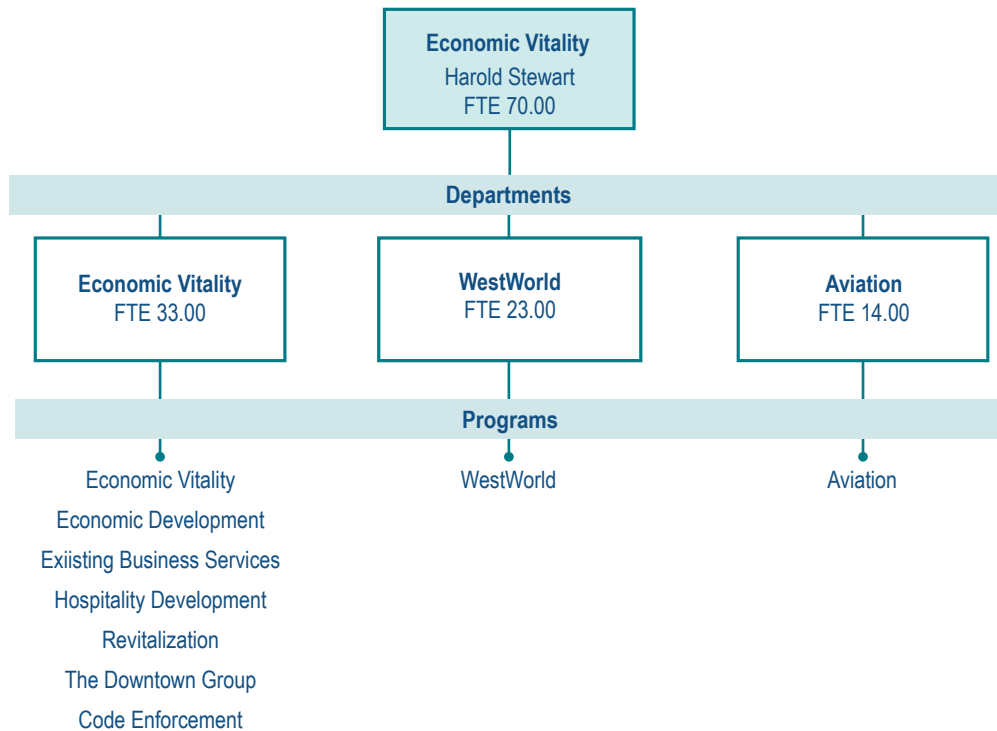 Economic Vitality
Harold Stewart
FTE 70.00
Departments
Economic Vitality
FTE 33.00
WestWorld
FTE 23.00
Aviation
FTE 14.00
Programs
Economic Vitality
Economic Development
Exiisting Business Services
Hospitality Development
Revitalization
The Downtown Group
Code Enforcement
WestWorld
Aviation